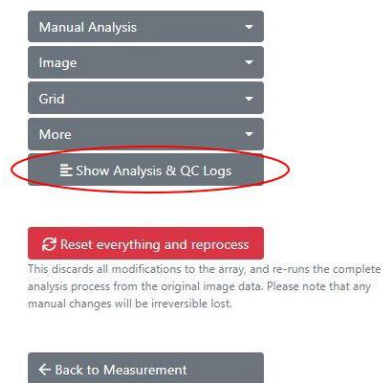 Manual Analysis
Image
Grid
More
Show Analysis & QC Logs
Reset everything and reprocess
This discards all modifications to the array, and re-runs the complete
analysis process from the original image data. Please note that any
manual changes will be irreversible lost.
Back to Measurement